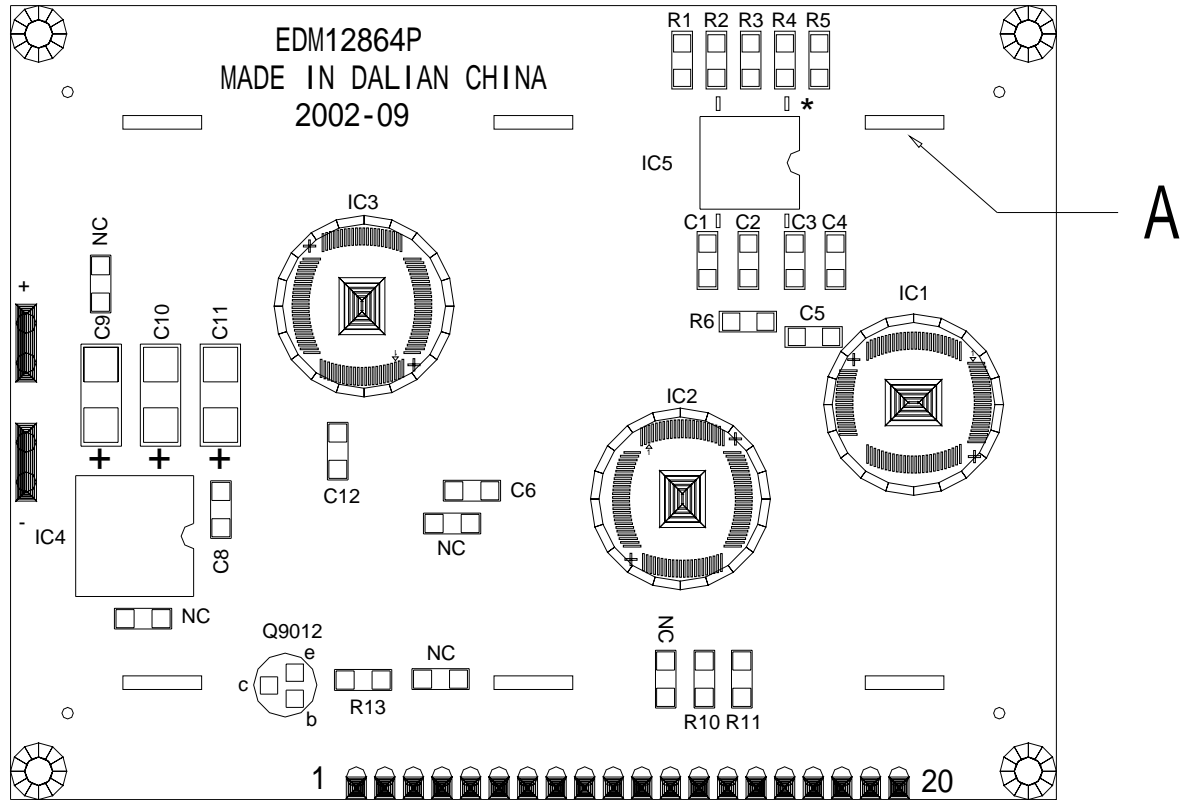 EDM12864P
MADE IN DALIAN CHINA
2002-09
R1 R2 R3 R4 R5
*
IC5
A
IC3
NC
C1 C2 C3 C4
+
IC1
C9 C10 C11
R6 C5
IC2
+ + +
C12
C6
-
IC4
C8
NC
NC
Q9012
e
c
b
R13
NC
NC
R10 R11
1 20